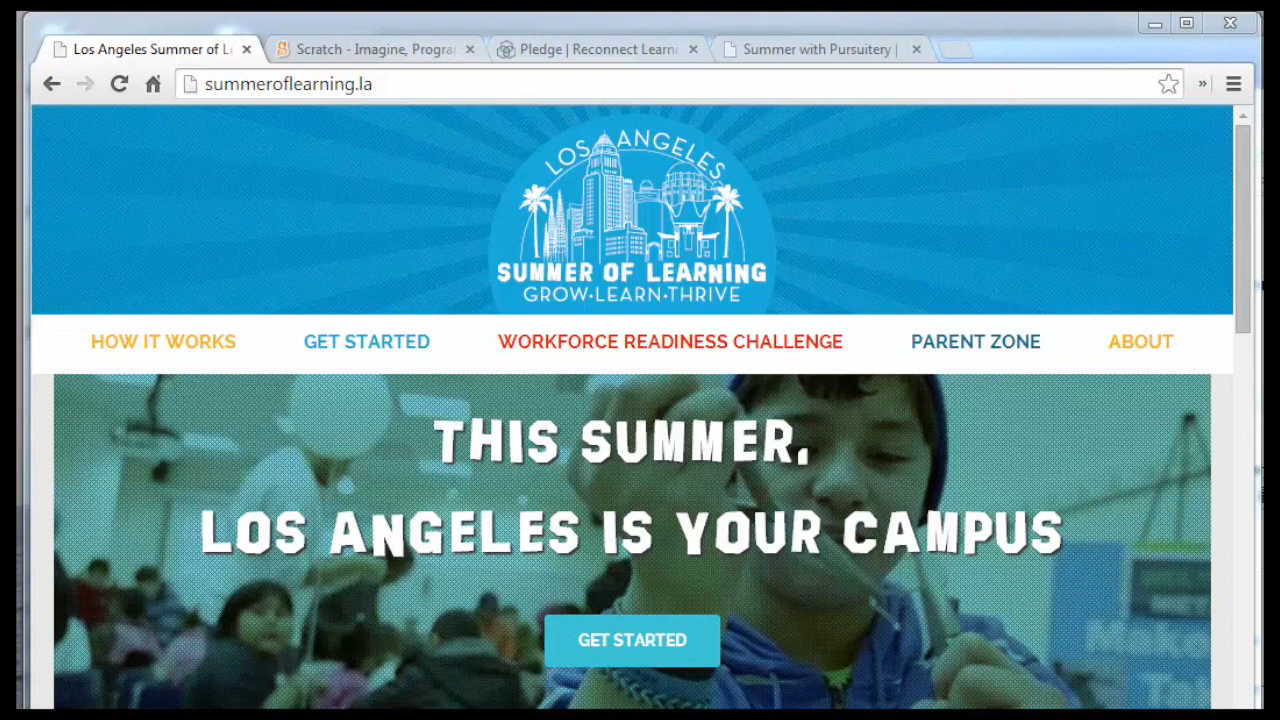 Los Angeles Summer of Le
Scratch - Imagine, Progra
Pledge | Reconnect Learni
Summer with Pursuitery |
summeroflearning.la
»
LOS ANGELES
SUMMER OF LEARNING
GROW·LEARN·THRIVE
HOW IT WORKS
GET STARTED
WORKFORCE READINESS CHALLENGE
PARENT ZONE
ABOUT
THIS SUMMER,
LOS ANGELES IS YOUR CAMPUS
GET STARTED